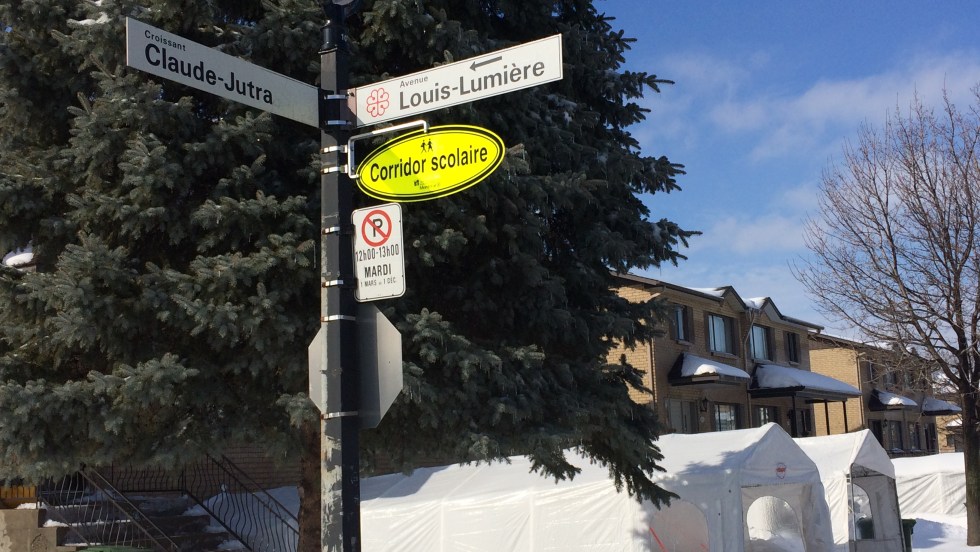 Croissant
Claude-Jutra
Avenue
Louis-Lumière
Corridor scolaire
P
12h00-13h00
MARDI
1 MARS AU 1 DÉC